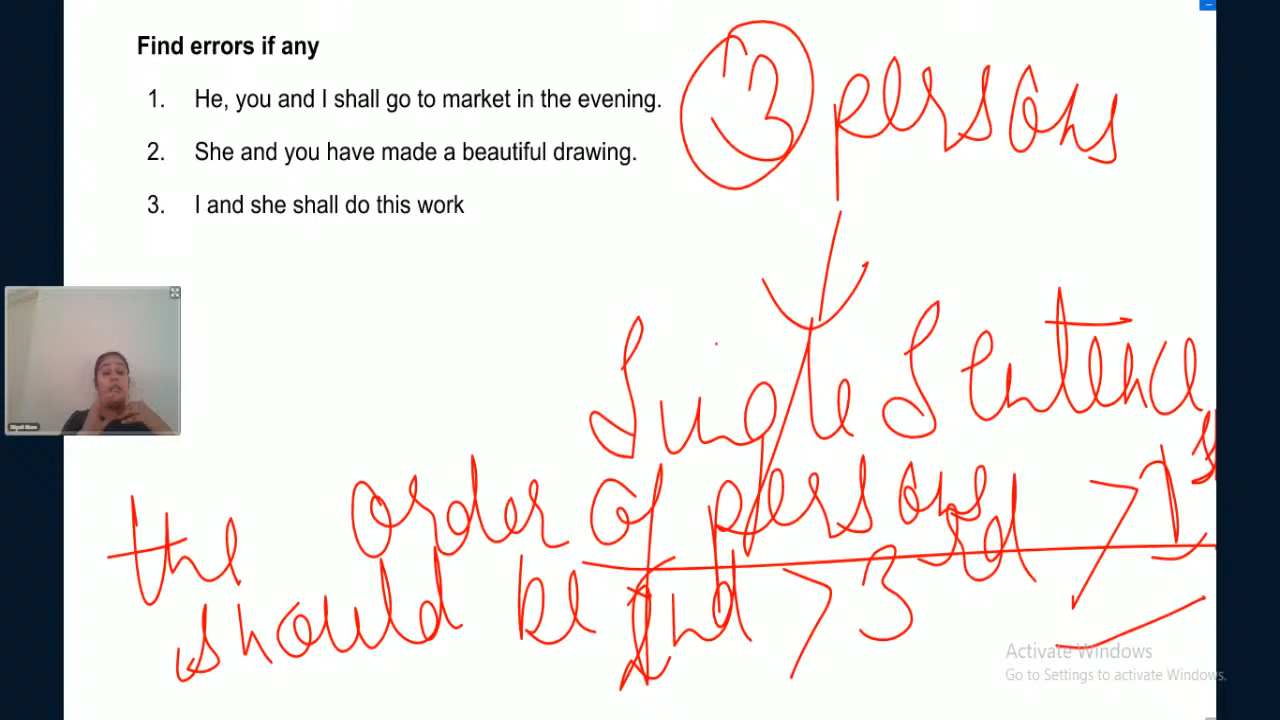 Find errors if any
1. He, you and I shall go to market in the evening.
2. She and you have made a beautiful drawing.
3. I and she shall do this work
3 persons
Single Sentence
the order of persons
should be 2nd > 3rd > 1st
Activate Windows
Go to Settings to activate Windows.